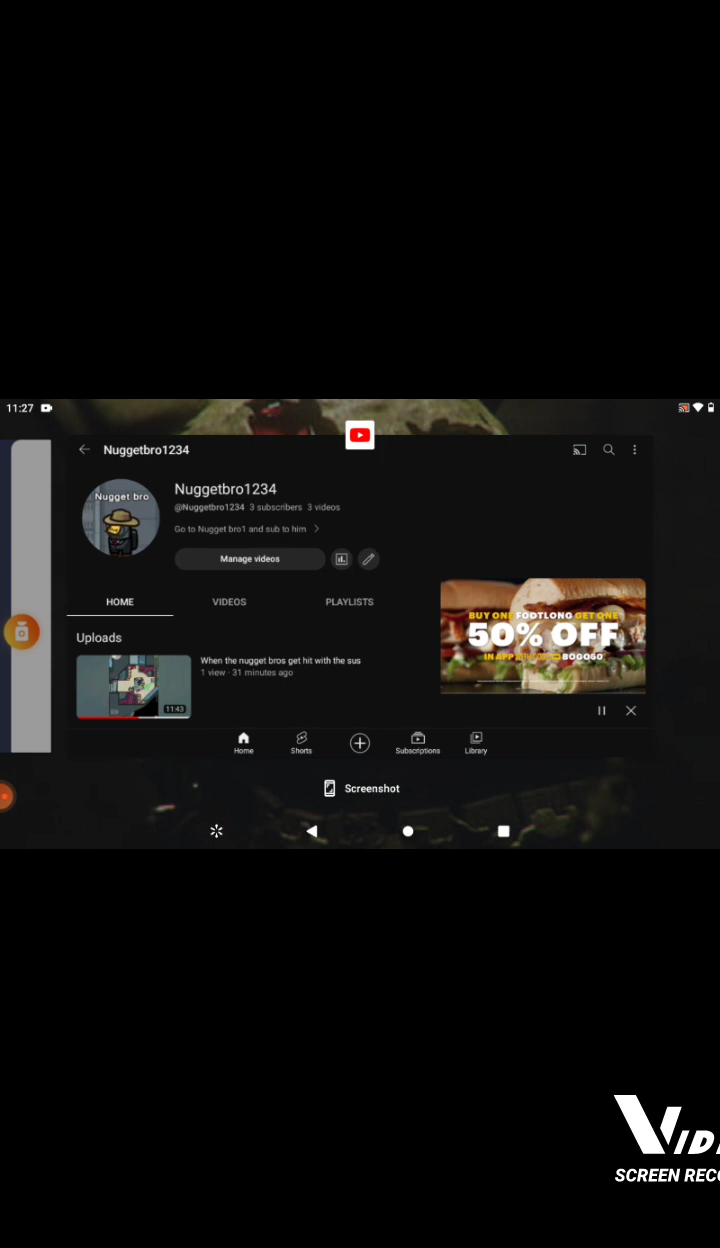 11:27
Nuggetbro1234
Nugget bro
Nuggetbro1234
@Nuggetbro1234 3 subscribers 3 videos
Go to Nugget bro1 and sub to him
Manage videos
HOME VIDEOS PLAYLISTS
BUY ONE FOOTLONG GET ONE
50% OFF
IN APP
BOGO50
Uploads
When the nugget bros get hit with the sus
1 view · 31 minutes ago
11:43
Home Shorts Subscriptions Library
Screenshot
VID
SCREEN RECO